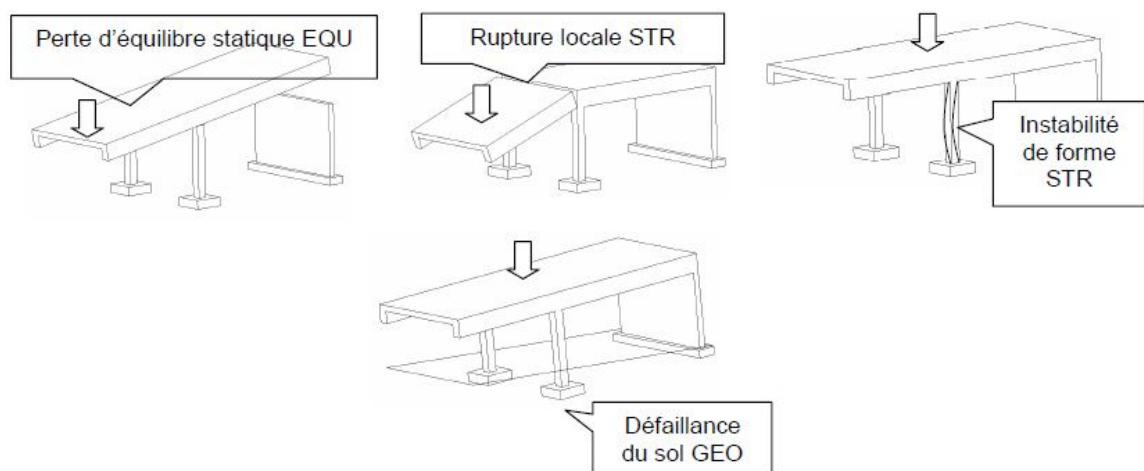 Perte d'équilibre statique EQU
Rupture locale STR
Instabilité
de forme
STR
Défaillance
du sol GEO